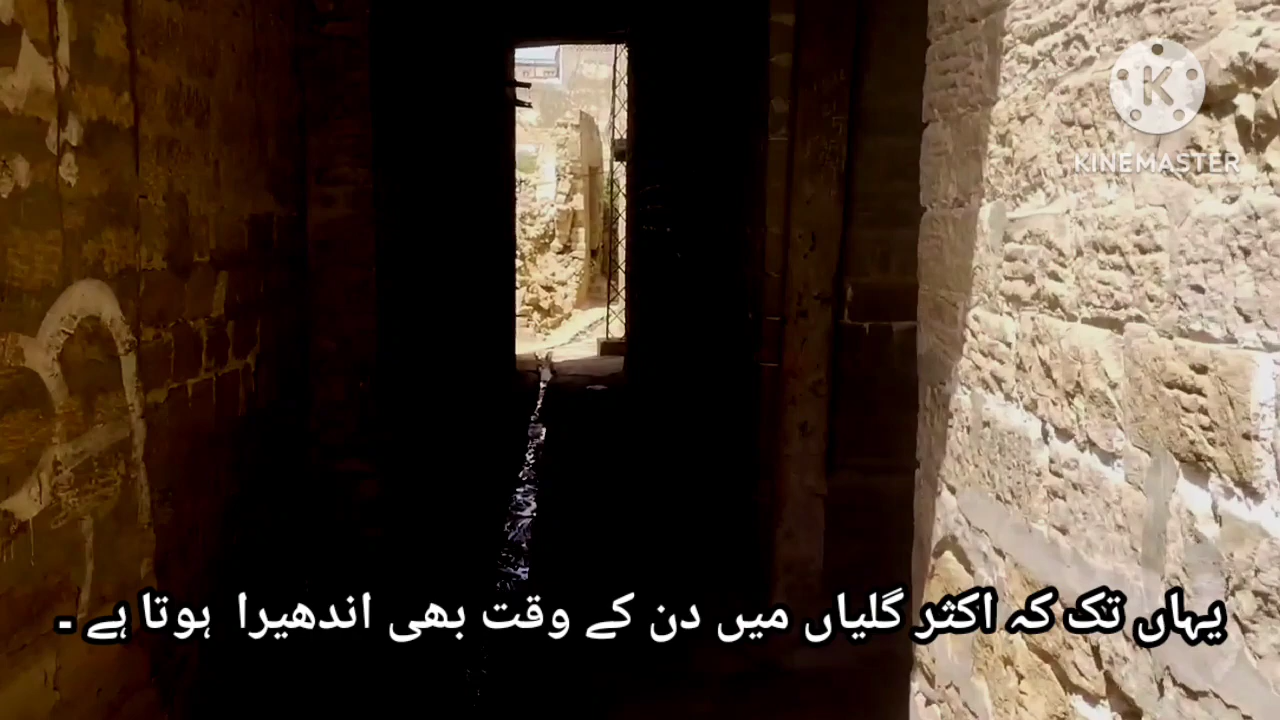 K
KINEMASTER
یہاں تک کہ اکثر گلیاں میں دن کے وقت بھی اندھیرا ہوتا ہے ۔